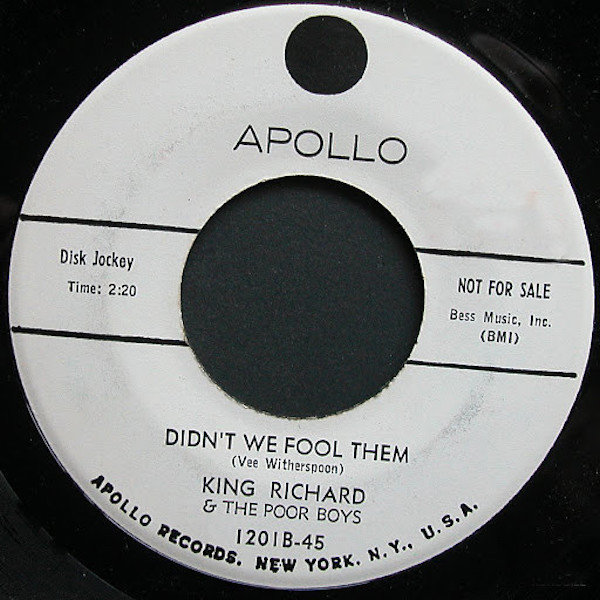 APOLLO
Disk Jockey
Time: 2:20
NOT FOR SALE
Bess Music, Inc.
(BMI)
DIDN'T WE FOOL THEM
(Vee Witherspoon)
KING RICHARD
& THE POOR BOYS
1201B-45
APOLLO RECORDS, NEW YORK, N.Y., U.S.A.